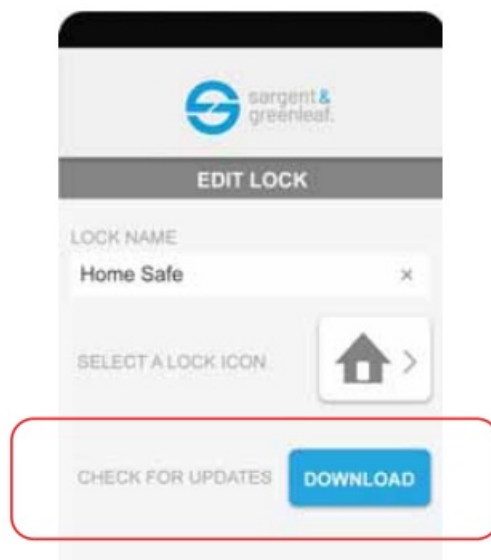 sargent&
greenleaf.
EDIT LOCK
LOCK NAME
Home Safe ×
SELECT A LOCK ICON
CHECK FOR UPDATES DOWNLOAD